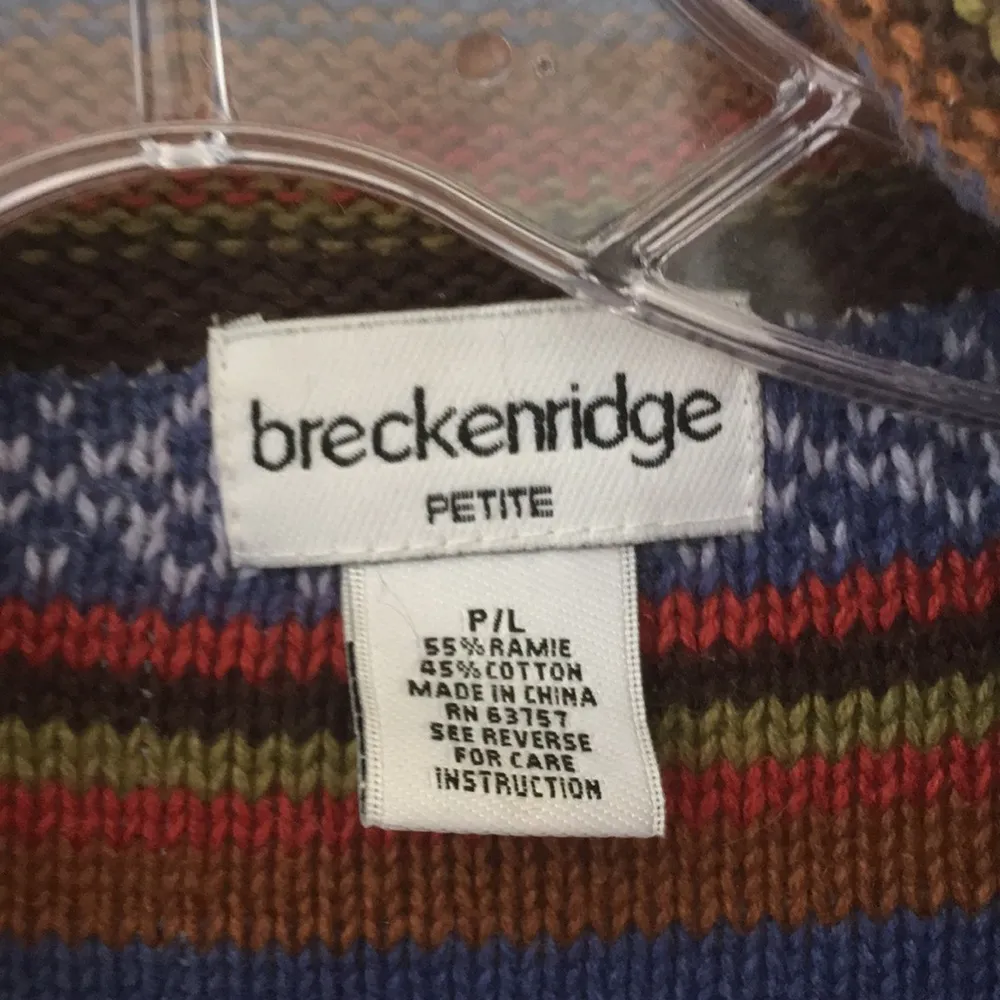 breckenridge
PETITE
P/L
55% RAMIE
45% COTTON
MADE IN CHINA
RN 63757
SEE REVERSE
FOR CARE
INSTRUCTION